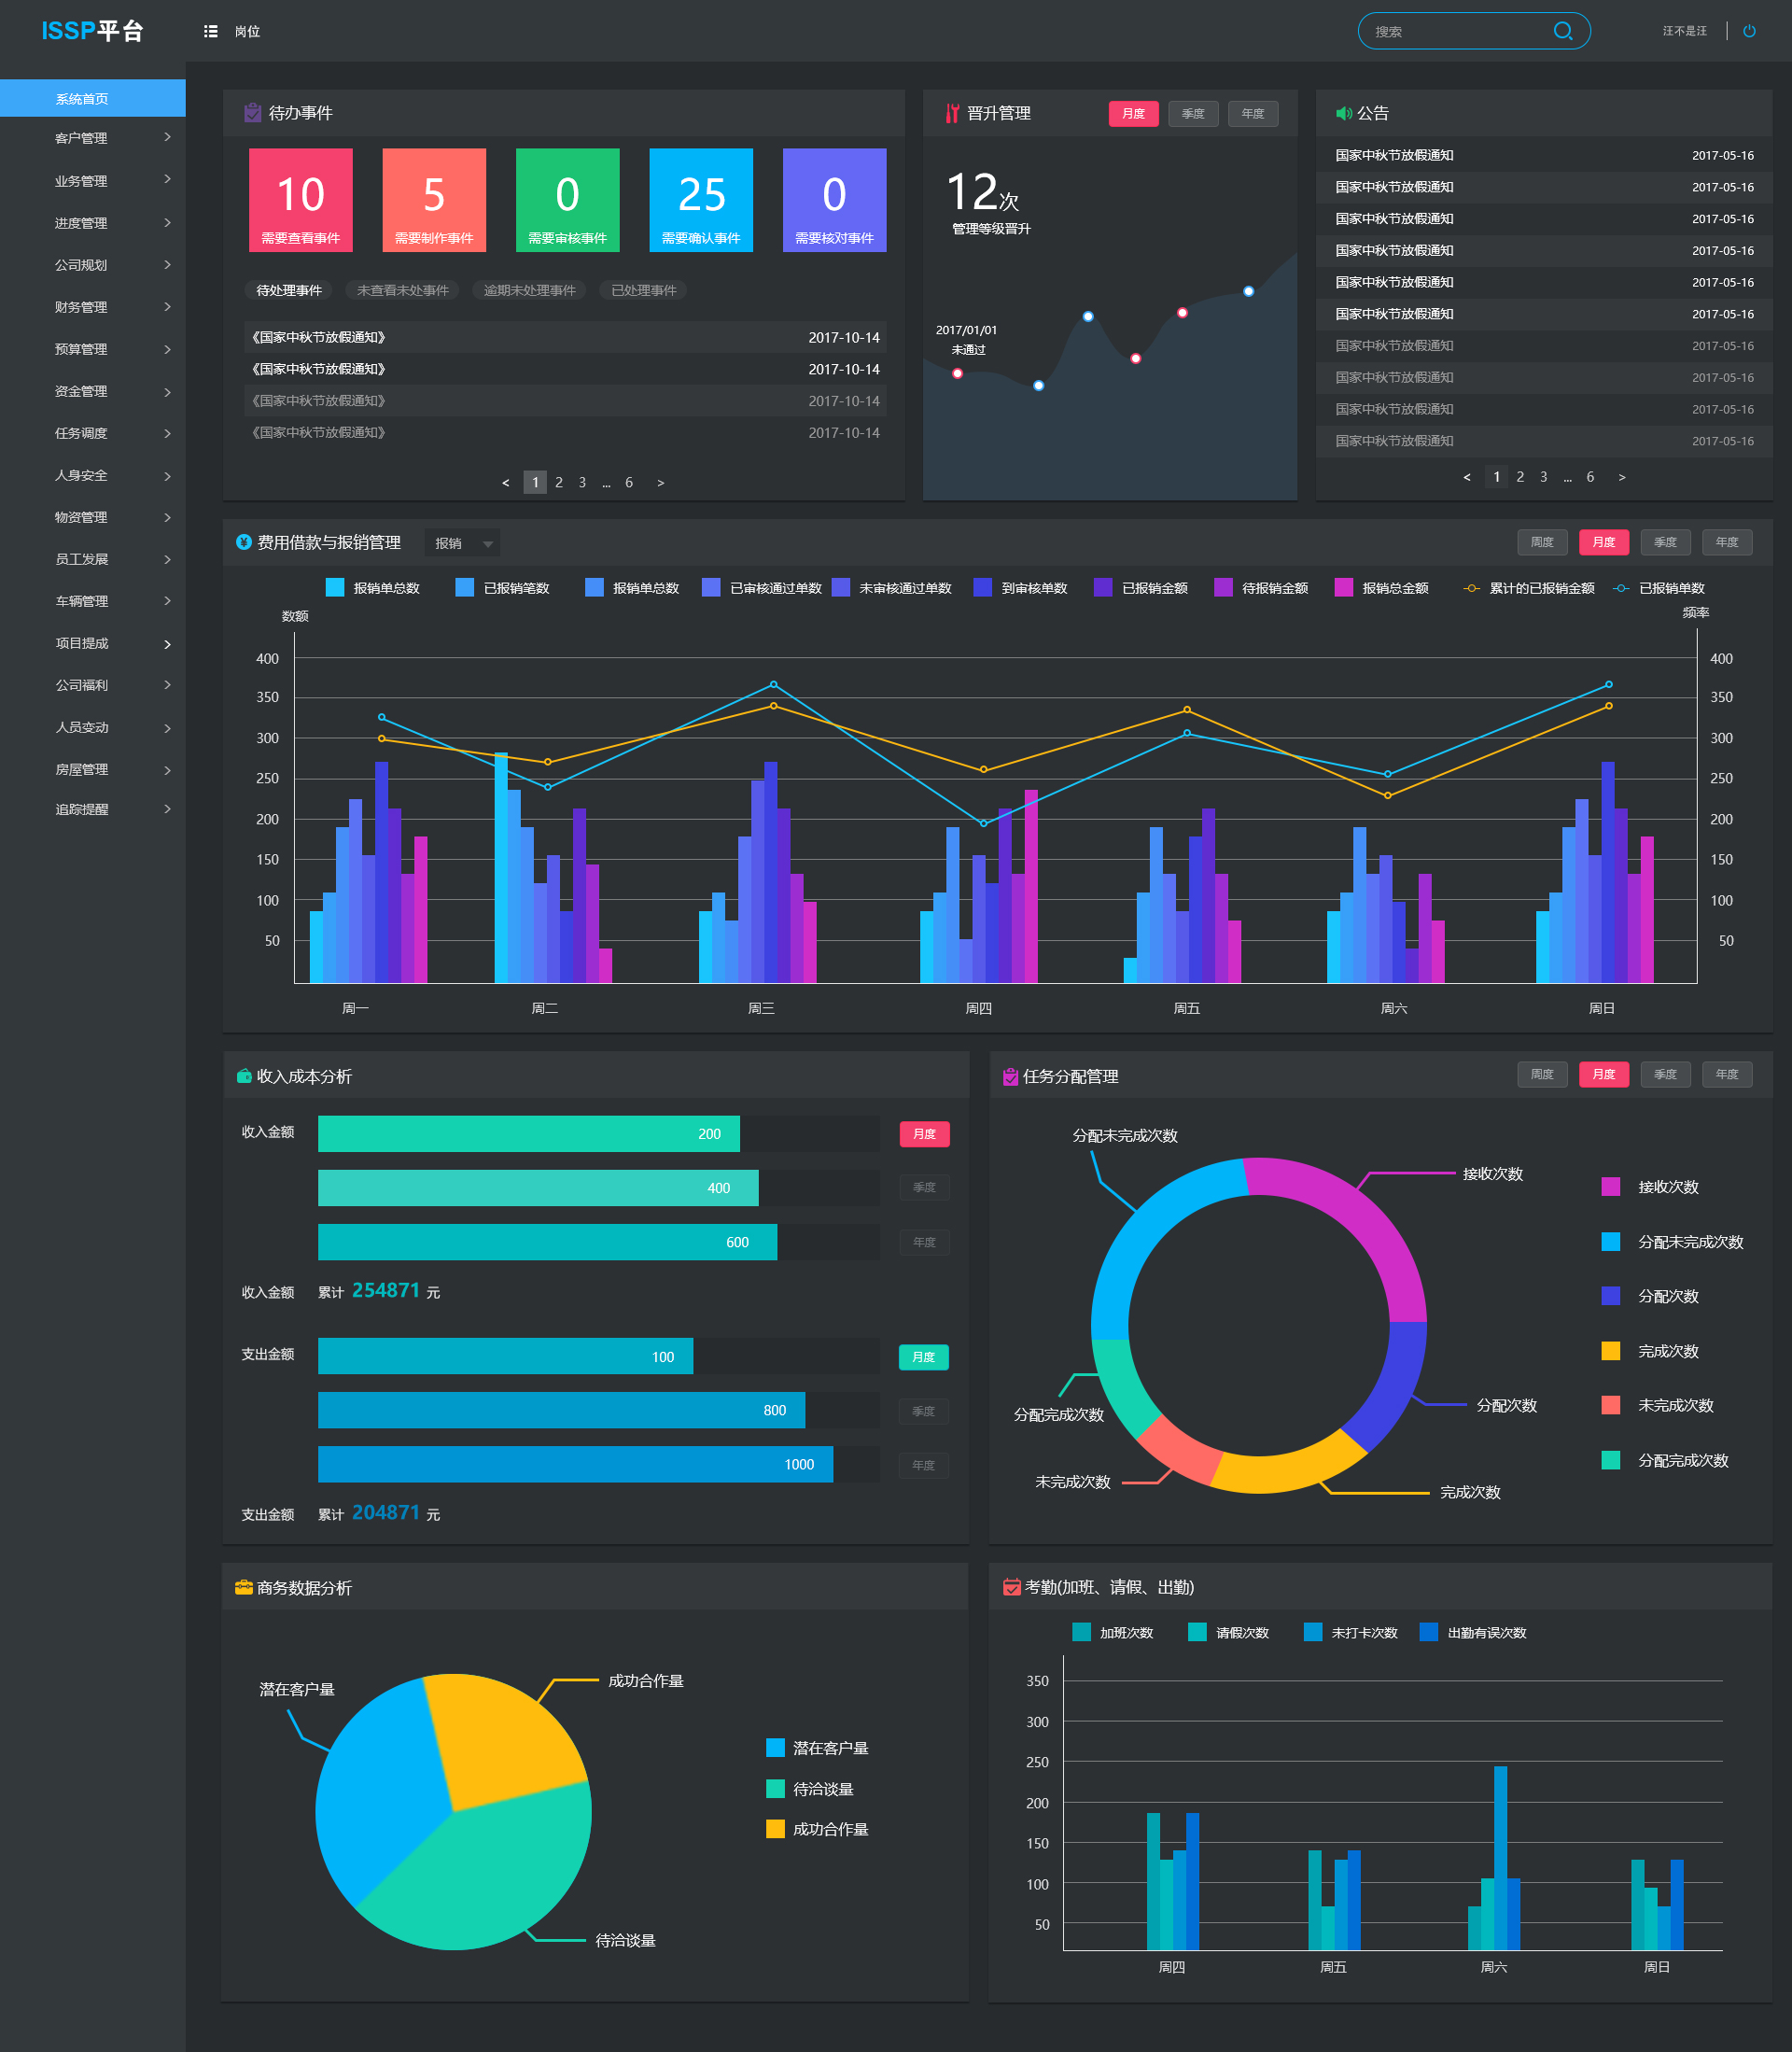 ISSP平台
岗位
搜索
汪不是汪
系统首页
客户管理
业务管理
进度管理
公司规划
财务管理
预算管理
资金管理
任务调度
人身安全
物资管理
员工发展
车辆管理
项目提成
公司福利
人员变动
房屋管理
追踪提醒
待办事件
10
需要查看事件
5
需要制作事件
0
需要审核事件
25
需要确认事件
0
需要核对事件
待处理事件 未查看未处事件 逾期未处理事件 已处理事件
《国家中秋节放假通知》 2017-10-14
《国家中秋节放假通知》 2017-10-14
《国家中秋节放假通知》 2017-10-14
《国家中秋节放假通知》 2017-10-14
< 1 2 3 ... 6 >
晋升管理
月度 季度 年度
12次
管理等级晋升
2017/01/01
未通过
公告
国家中秋节放假通知 2017-05-16
国家中秋节放假通知 2017-05-16
国家中秋节放假通知 2017-05-16
国家中秋节放假通知 2017-05-16
国家中秋节放假通知 2017-05-16
国家中秋节放假通知 2017-05-16
国家中秋节放假通知 2017-05-16
国家中秋节放假通知 2017-05-16
国家中秋节放假通知 2017-05-16
国家中秋节放假通知 2017-05-16
< 1 2 3 ... 6 >
费用借款与报销管理
报销
周度 月度 季度 年度
报销单总数 已报销笔数 报销单总数 已审核通过单数 未审核通过单数 到审核单数 已报销金额 待报销金额 报销总金额 累计的已报销金额 已报销单数
数额 频率
400 400
350 350
300 300
250 250
200 200
150 150
100 100
50 50
周一 周二 周三 周四 周五 周六 周日
收入成本分析
收入金额 200 月度
400 季度
600 年度
收入金额 累计 254871 元
支出金额 100 月度
800 季度
1000 年度
支出金额 累计 204871 元
任务分配管理
周度 月度 季度 年度
分配未完成次数
接收次数
分配次数
分配完成次数
未完成次数
完成次数
接收次数
分配未完成次数
分配次数
完成次数
未完成次数
分配完成次数
商务数据分析
潜在客户量
成功合作量
待洽谈量
潜在客户量
待洽谈量
成功合作量
考勤(加班、请假、出勤)
加班次数 请假次数 未打卡次数 出勤有误次数
350
300
250
200
150
100
50
周四 周五 周六 周日